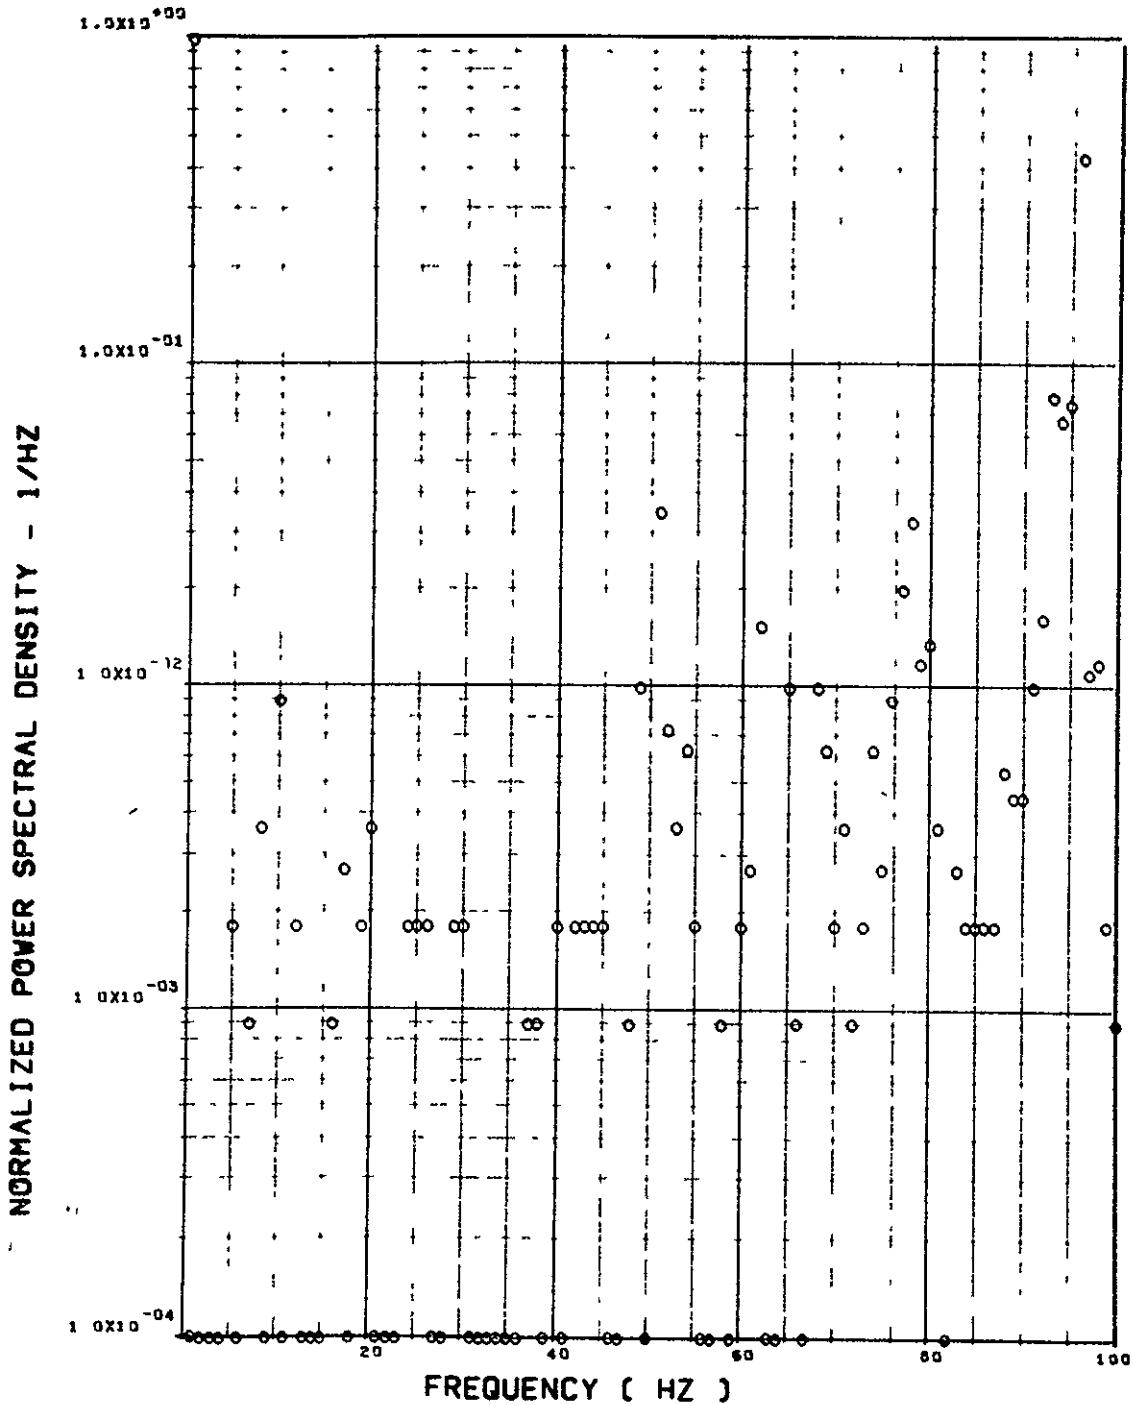 1.0X10+00
1.0X10-01
1 0X10-12
1 0X10-03
1 0X10-04
NORMALIZED POWER SPECTRAL DENSITY - 1/HZ
20 40 60 80 100
FREQUENCY ( HZ )